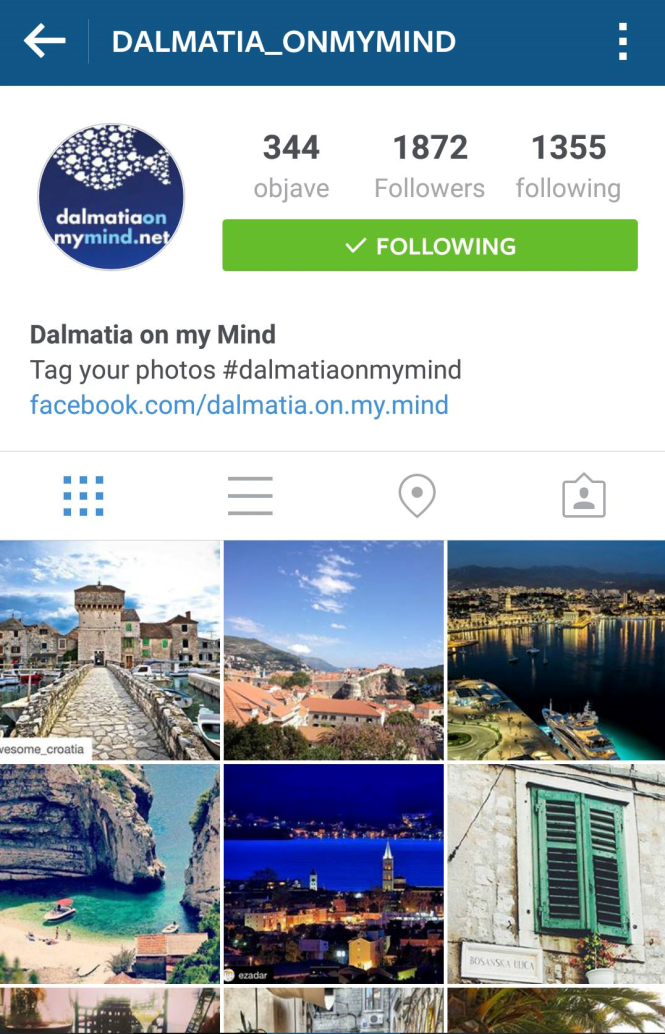 DALMATIA_ONMYMIND
344 1872 1355
objave Followers following
dalmatiaon
mymind.net
FOLLOWING
Dalmatia on my Mind
Tag your photos #dalmatiaonmymind
facebook.com/dalmatia.on.my.mind
wesome_croatia
ezadar
BOSANSKA ULICA